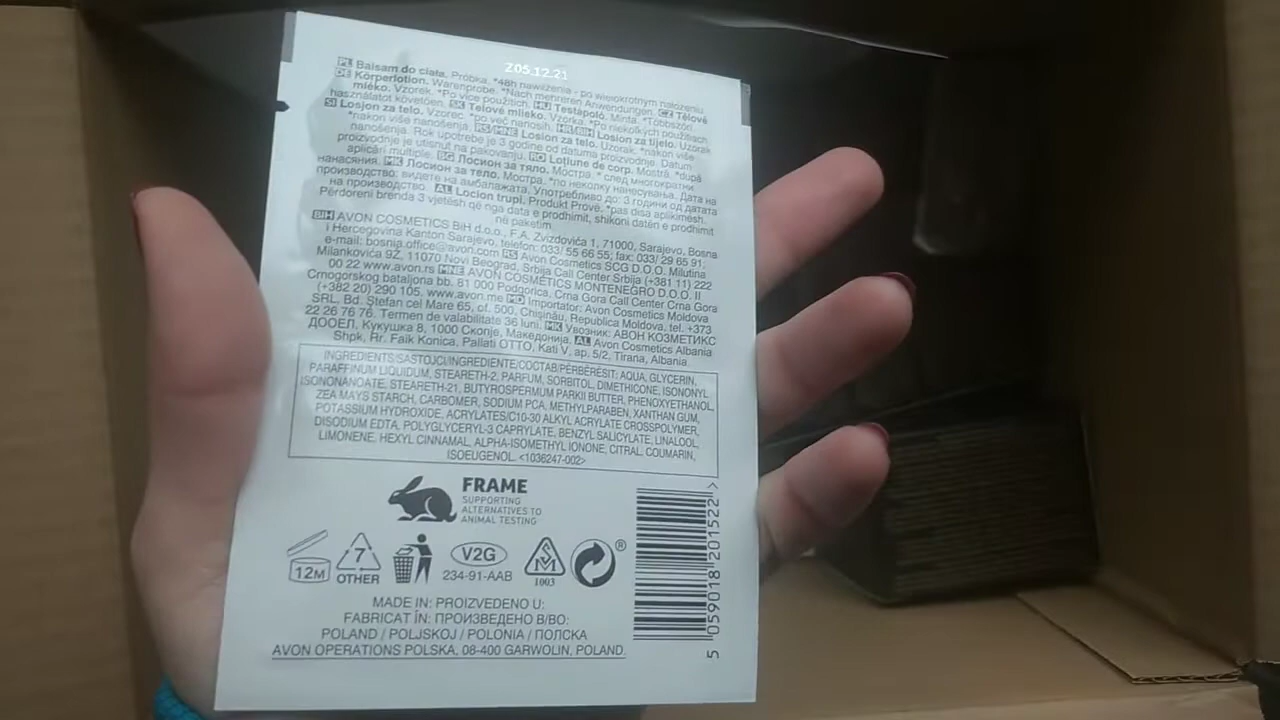 Z05.12.21
PL Balsam do ciała. Próbka. *48h nawilżenia - po wielokrotnym nałożeniu.
DE Körperlotion. Warenprobe. *Nach mehreren Anwendungen. CZ Tělové
mléko. Vzorek. *Po více použitích. HU Testápoló. Minta. *Többszöri
használatot követően. SK Telové mlieko. Vzorka. *Po niekoľkých použitiach
SI Losjon za telo. Vzorec. *po več nanosih. HR/BIH Losion za tijelo. Uzorak
*nakon više nanošenja. RS/MNE Losion za telo. Uzorak. *nakon više
nanošenja. Rok upotrebe je 3 godine od datuma proizvodnje. Datum
proizvodnje je utisnut na pakovanju. RO Loțiune de corp. Mostră. *după
aplicări multiple. BG Лосион за тяло. Мостра. * след многократни
нанасяния. MK Лосион за тело. Мостра. *по неколку нанесувања. Дата на
производство: видете на амбалажата. Употребливо до: 3 години од датата
на производство. AL Locion trupi. Produkt Provë. *pas disa aplikimesh.
Përdoreni brenda 3 vjetësh që nga data e prodhimit, shikoni datën e prodhimit
në paketim.
BIH AVON COSMETICS BiH d.o.o., F.A. Zvizdovića 1, 71000, Sarajevo, Bosna
i Hercegovina Kanton Sarajevo, telefon: 033/ 55 66 55; fax: 033/ 29 65 91;
e-mail: bosnia.office@avon.com RS Avon Cosmetics SCG D.O.O. Milutina
Milankovića 9Ž, 11070 Novi Beograd, Srbija Call Center Srbija (+381 11) 222
00 22 www.avon.rs MNE AVON COSMETICS MONTENEGRO D.O.O. II
Crnogorskog bataljona bb. 81 000 Podgorica, Crna Gora Call Center Crna Gora
(+382 20) 290 105. www.avon.me MD Importator: Avon Cosmetics Moldova
SRL, Bd. Ștefan cel Mare 65, of. 500, Chișinău, Republica Moldova, tel. +373
22 26 76 76. Termen de valabilitate 36 luni. MK Увозник: АВОН КОЗМЕТИКС
ДООЕЛ, Кукушка 8, 1000 Скопје, Македонија. AL Avon Cosmetics Albania
Shpk, Rr. Faik Konica, Pallati OTTO, Kati V, ap. 5/2, Tirana, Albania.
INGREDIENTS/SASTOJCI/INGREDIENTE/СОСТАВ/PËRBËRËSIT: AQUA, GLYCERIN,
PARAFFINUM LIQUIDUM, STEARETH-2, PARFUM, SORBITOL, DIMETHICONE, ISONONYL
ISONONANOATE, STEARETH-21, BUTYROSPERMUM PARKII BUTTER, PHENOXYETHANOL,
ZEA MAYS STARCH, CARBOMER, SODIUM PCA, METHYLPARABEN, XANTHAN GUM,
POTASSIUM HYDROXIDE, ACRYLATES/C10-30 ALKYL ACRYLATE CROSSPOLYMER,
DISODIUM EDTA, POLYGLYCERYL-3 CAPRYLATE, BENZYL SALICYLATE, LINALOOL,
LIMONENE, HEXYL CINNAMAL, ALPHA-ISOMETHYL IONONE, CITRAL, COUMARIN,
ISOEUGENOL. <1036247-002>
FRAME
SUPPORTING
ALTERNATIVES TO
ANIMAL TESTING
12M
7
OTHER
V2G
234-91-AAB
M
1003
®
MADE IN: PROIZVEDENO U:
FABRICAT ÎN: ПРОИЗВЕДЕНО В/ВО:
POLAND / POLJSKOJ / POLONIA / ПОЛСКА
AVON OPERATIONS POLSKA, 08-400 GARWOLIN, POLAND.
5 059018 201522 >